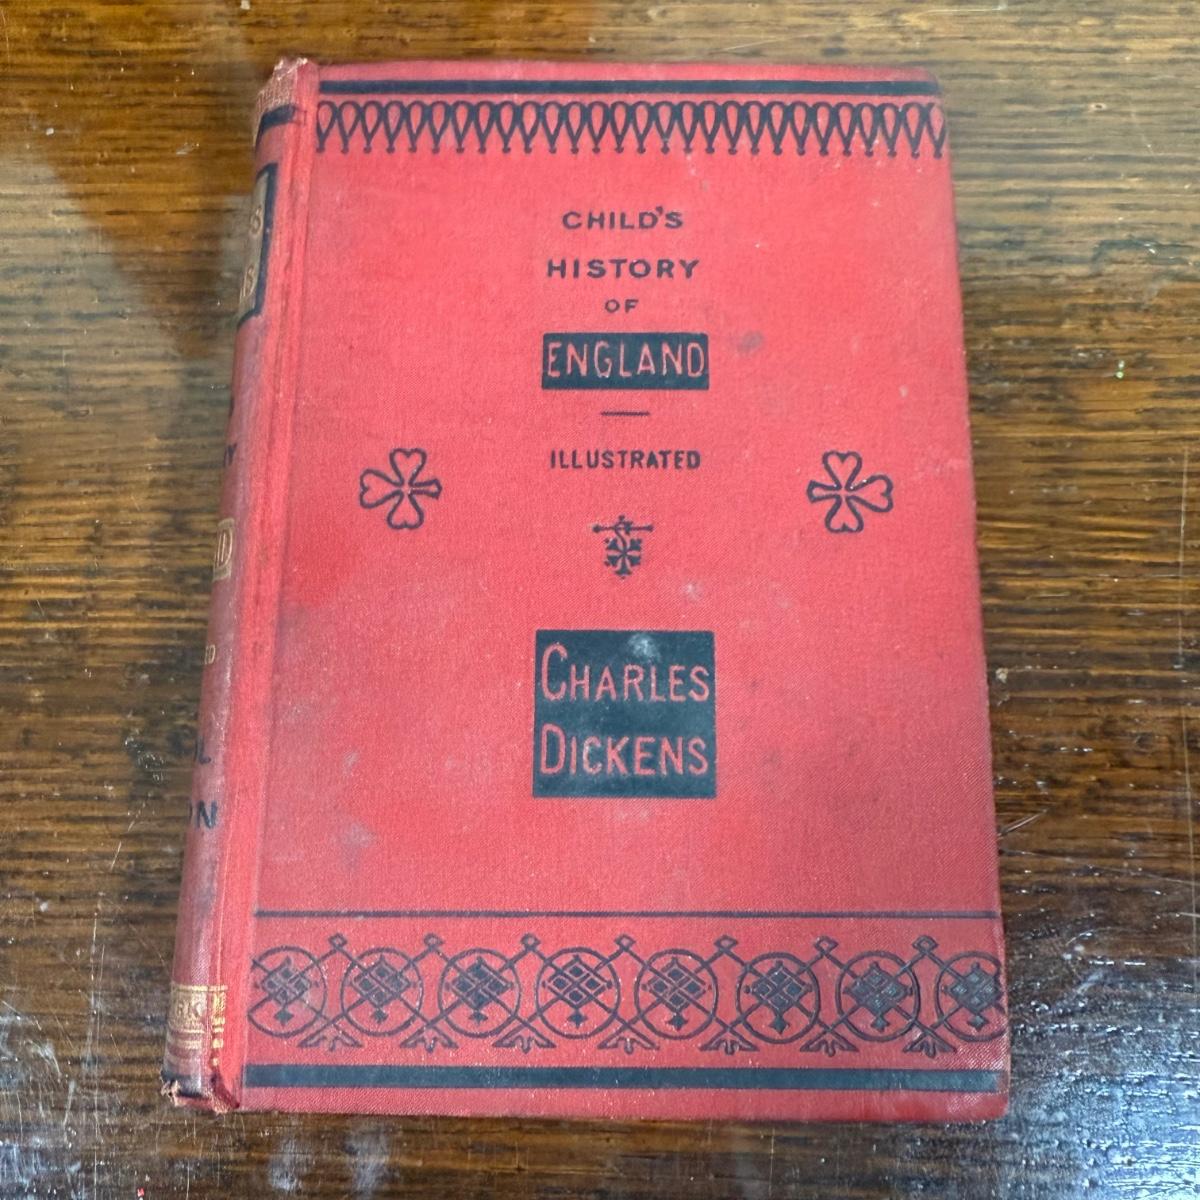 CHILD'S
HISTORY
OF
ENGLAND
ILLUSTRATED
CHARLES
DICKENS